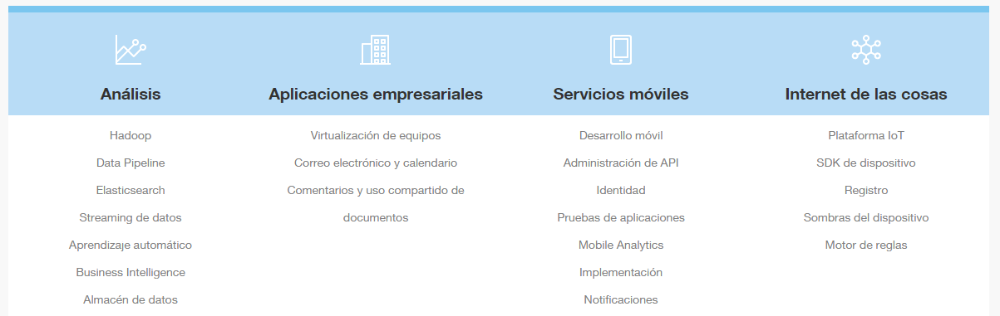 Análisis
Hadoop
Data Pipeline
Elasticsearch
Streaming de datos
Aprendizaje automático
Business Intelligence
Almacén de datos
Aplicaciones empresariales
Virtualización de equipos
Correo electrónico y calendario
Comentarios y uso compartido de
documentos
Servicios móviles
Desarrollo móvil
Administración de API
Identidad
Pruebas de aplicaciones
Mobile Analytics
Implementación
Notificaciones
Internet de las cosas
Plataforma IoT
SDK de dispositivo
Registro
Sombras del dispositivo
Motor de reglas